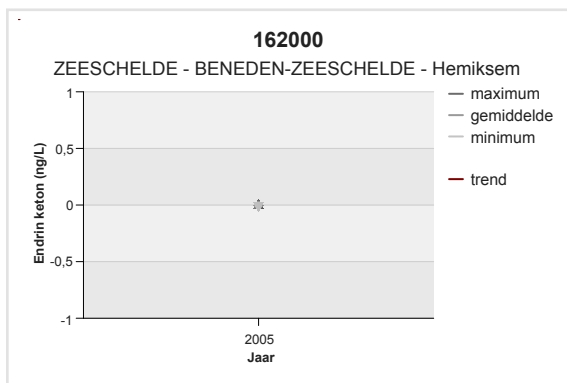 162000
ZEESCHELDE - BENEDEN-ZEESCHELDE - Hemiksem
Endrin keton (ng/L)
1
0,5
0
-0,5
-1
2005
Jaar
maximum
gemiddelde
minimum
trend